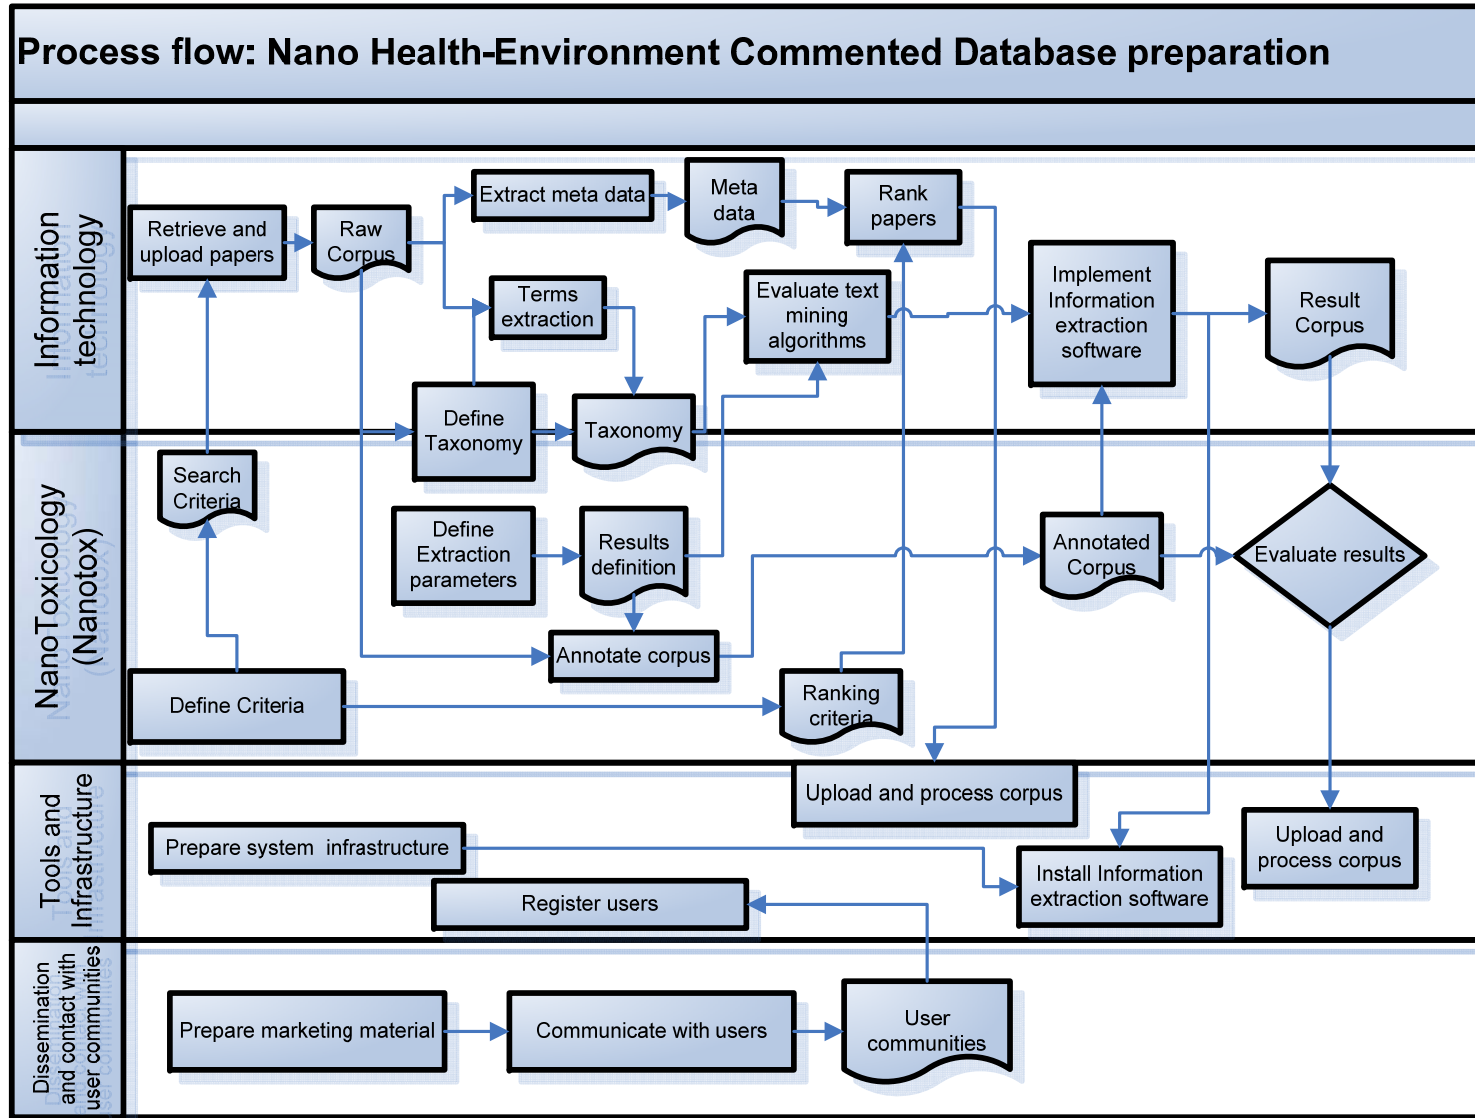 Process flow: Nano Health-Environment Commented Database preparation
Information
technology
Retrieve and
upload papers
Raw
Corpus
Extract meta data
Meta
data
Rank
papers
Terms
extraction
Evaluate text
mining
algorithms
Implement
Information
extraction
software
Result
Corpus
Define
Taxonomy
Taxonomy
NanoToxicology
(Nanotox)
Search
Criteria
Define
Extraction
parameters
Results
definition
Annotated
Corpus
Evaluate results
Annotate corpus
Define Criteria
Ranking
criteria
Tools and
Infrastructure
Upload and process corpus
Prepare system infrastructure
Register users
Install Information
extraction software
Upload and
process corpus
Dissemination
and contact with
user communities
Prepare marketing material
Communicate with users
User
communities